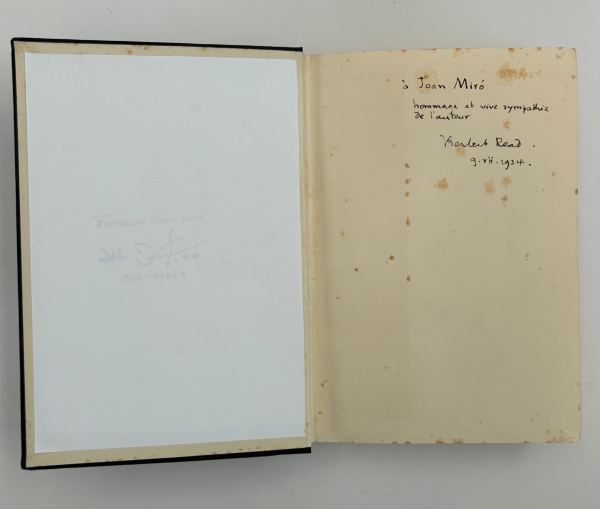 Fundació Joan Miró
Biblioteca
à Joan Miró
hommage et vive sympathie
de l'auteur
Herbert Read.
9.vii.1934.